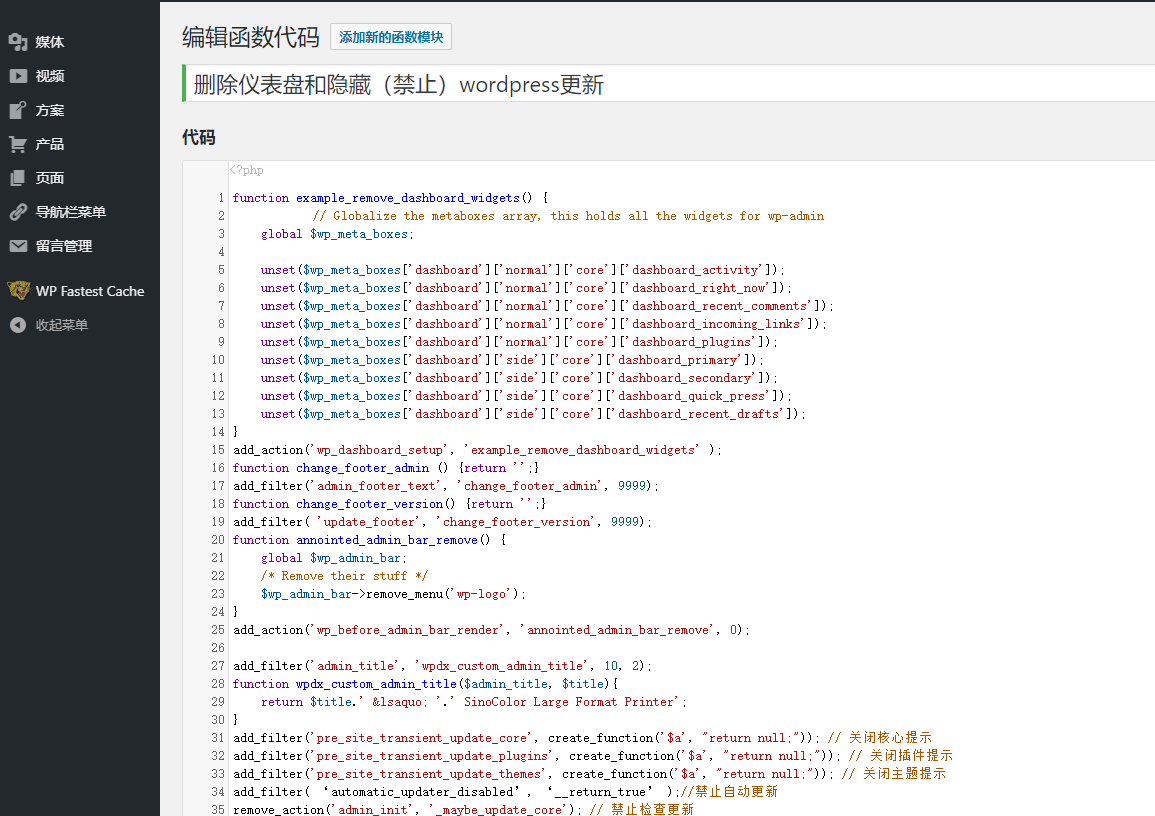 媒体
视频
方案
产品
页面
导航栏菜单
留言管理
WP Fastest Cache
收起菜单
编辑函数代码 添加新的函数模块
删除仪表盘和隐藏（禁止）wordpress更新
代码
<?php
1 function example_remove_dashboard_widgets() {
2 // Globalize the metaboxes array, this holds all the widgets for wp-admin
3 global $wp_meta_boxes;
4
5 unset($wp_meta_boxes['dashboard']['normal']['core']['dashboard_activity']);
6 unset($wp_meta_boxes['dashboard']['normal']['core']['dashboard_right_now']);
7 unset($wp_meta_boxes['dashboard']['normal']['core']['dashboard_recent_comments']);
8 unset($wp_meta_boxes['dashboard']['normal']['core']['dashboard_incoming_links']);
9 unset($wp_meta_boxes['dashboard']['normal']['core']['dashboard_plugins']);
10 unset($wp_meta_boxes['dashboard']['side']['core']['dashboard_primary']);
11 unset($wp_meta_boxes['dashboard']['side']['core']['dashboard_secondary']);
12 unset($wp_meta_boxes['dashboard']['side']['core']['dashboard_quick_press']);
13 unset($wp_meta_boxes['dashboard']['side']['core']['dashboard_recent_drafts']);
14 }
15 add_action('wp_dashboard_setup', 'example_remove_dashboard_widgets' );
16 function change_footer_admin () {return '';}
17 add_filter('admin_footer_text', 'change_footer_admin', 9999);
18 function change_footer_version() {return '';}
19 add_filter( 'update_footer', 'change_footer_version', 9999);
20 function annointed_admin_bar_remove() {
21 global $wp_admin_bar;
22 /* Remove their stuff */
23 $wp_admin_bar->remove_menu('wp-logo');
24 }
25 add_action('wp_before_admin_bar_render', 'annointed_admin_bar_remove', 0);
26
27 add_filter('admin_title', 'wpdx_custom_admin_title', 10, 2);
28 function wpdx_custom_admin_title($admin_title, $title){
29 return $title.' &lsaquo; '.' SinoColor Large Format Printer';
30 }
31 add_filter('pre_site_transient_update_core', create_function('$a', "return null;")); // 关闭核心提示
32 add_filter('pre_site_transient_update_plugins', create_function('$a', "return null;")); // 关闭插件提示
33 add_filter('pre_site_transient_update_themes', create_function('$a', "return null;")); // 关闭主题提示
34 add_filter( ‘automatic_updater_disabled’, ‘__return_true’ );//禁止自动更新
35 remove_action('admin_init', '_maybe_update_core'); // 禁止检查更新